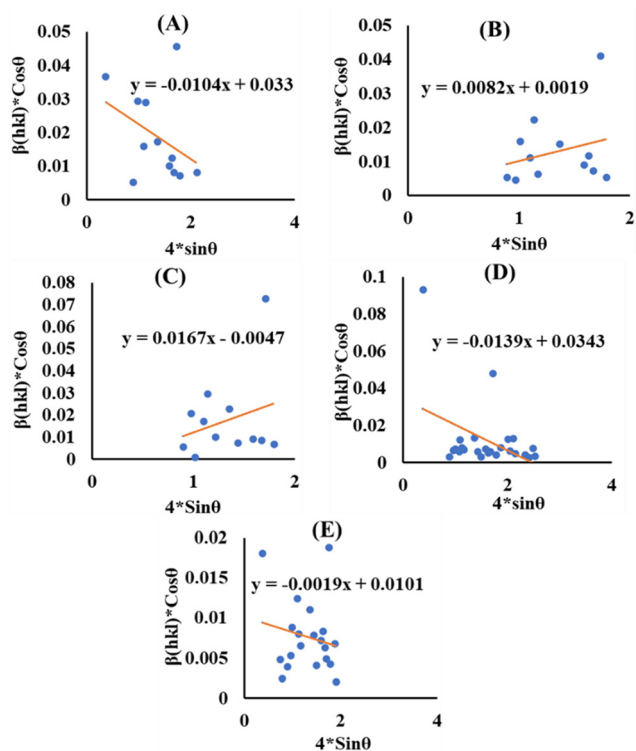 (A)
0.05
0.04
0.03
0.02
0.01
0
β(hkl)*Cosθ
y = -0.0104x + 0.033
0 2 4
4*sinθ
(B)
0.05
0.04
0.03
0.02
0.01
0
β(hkl)*Cosθ
y = 0.0082x + 0.0019
0 1 2
4*Sinθ
(C)
0.08
0.07
0.06
0.05
0.04
0.03
0.02
0.01
0
β(hkl)*Cosθ
y = 0.0167x - 0.0047
0 1 2
4*Sinθ
(D)
0.1
0.08
0.06
0.04
0.02
0
β(hkl)*Cosθ
y = -0.0139x + 0.0343
0 2 4
4*sinθ
(E)
0.02
0.015
0.01
0.005
0
β(hkl)*Cosθ
y = -0.0019x + 0.0101
0 2 4
4*Sinθ